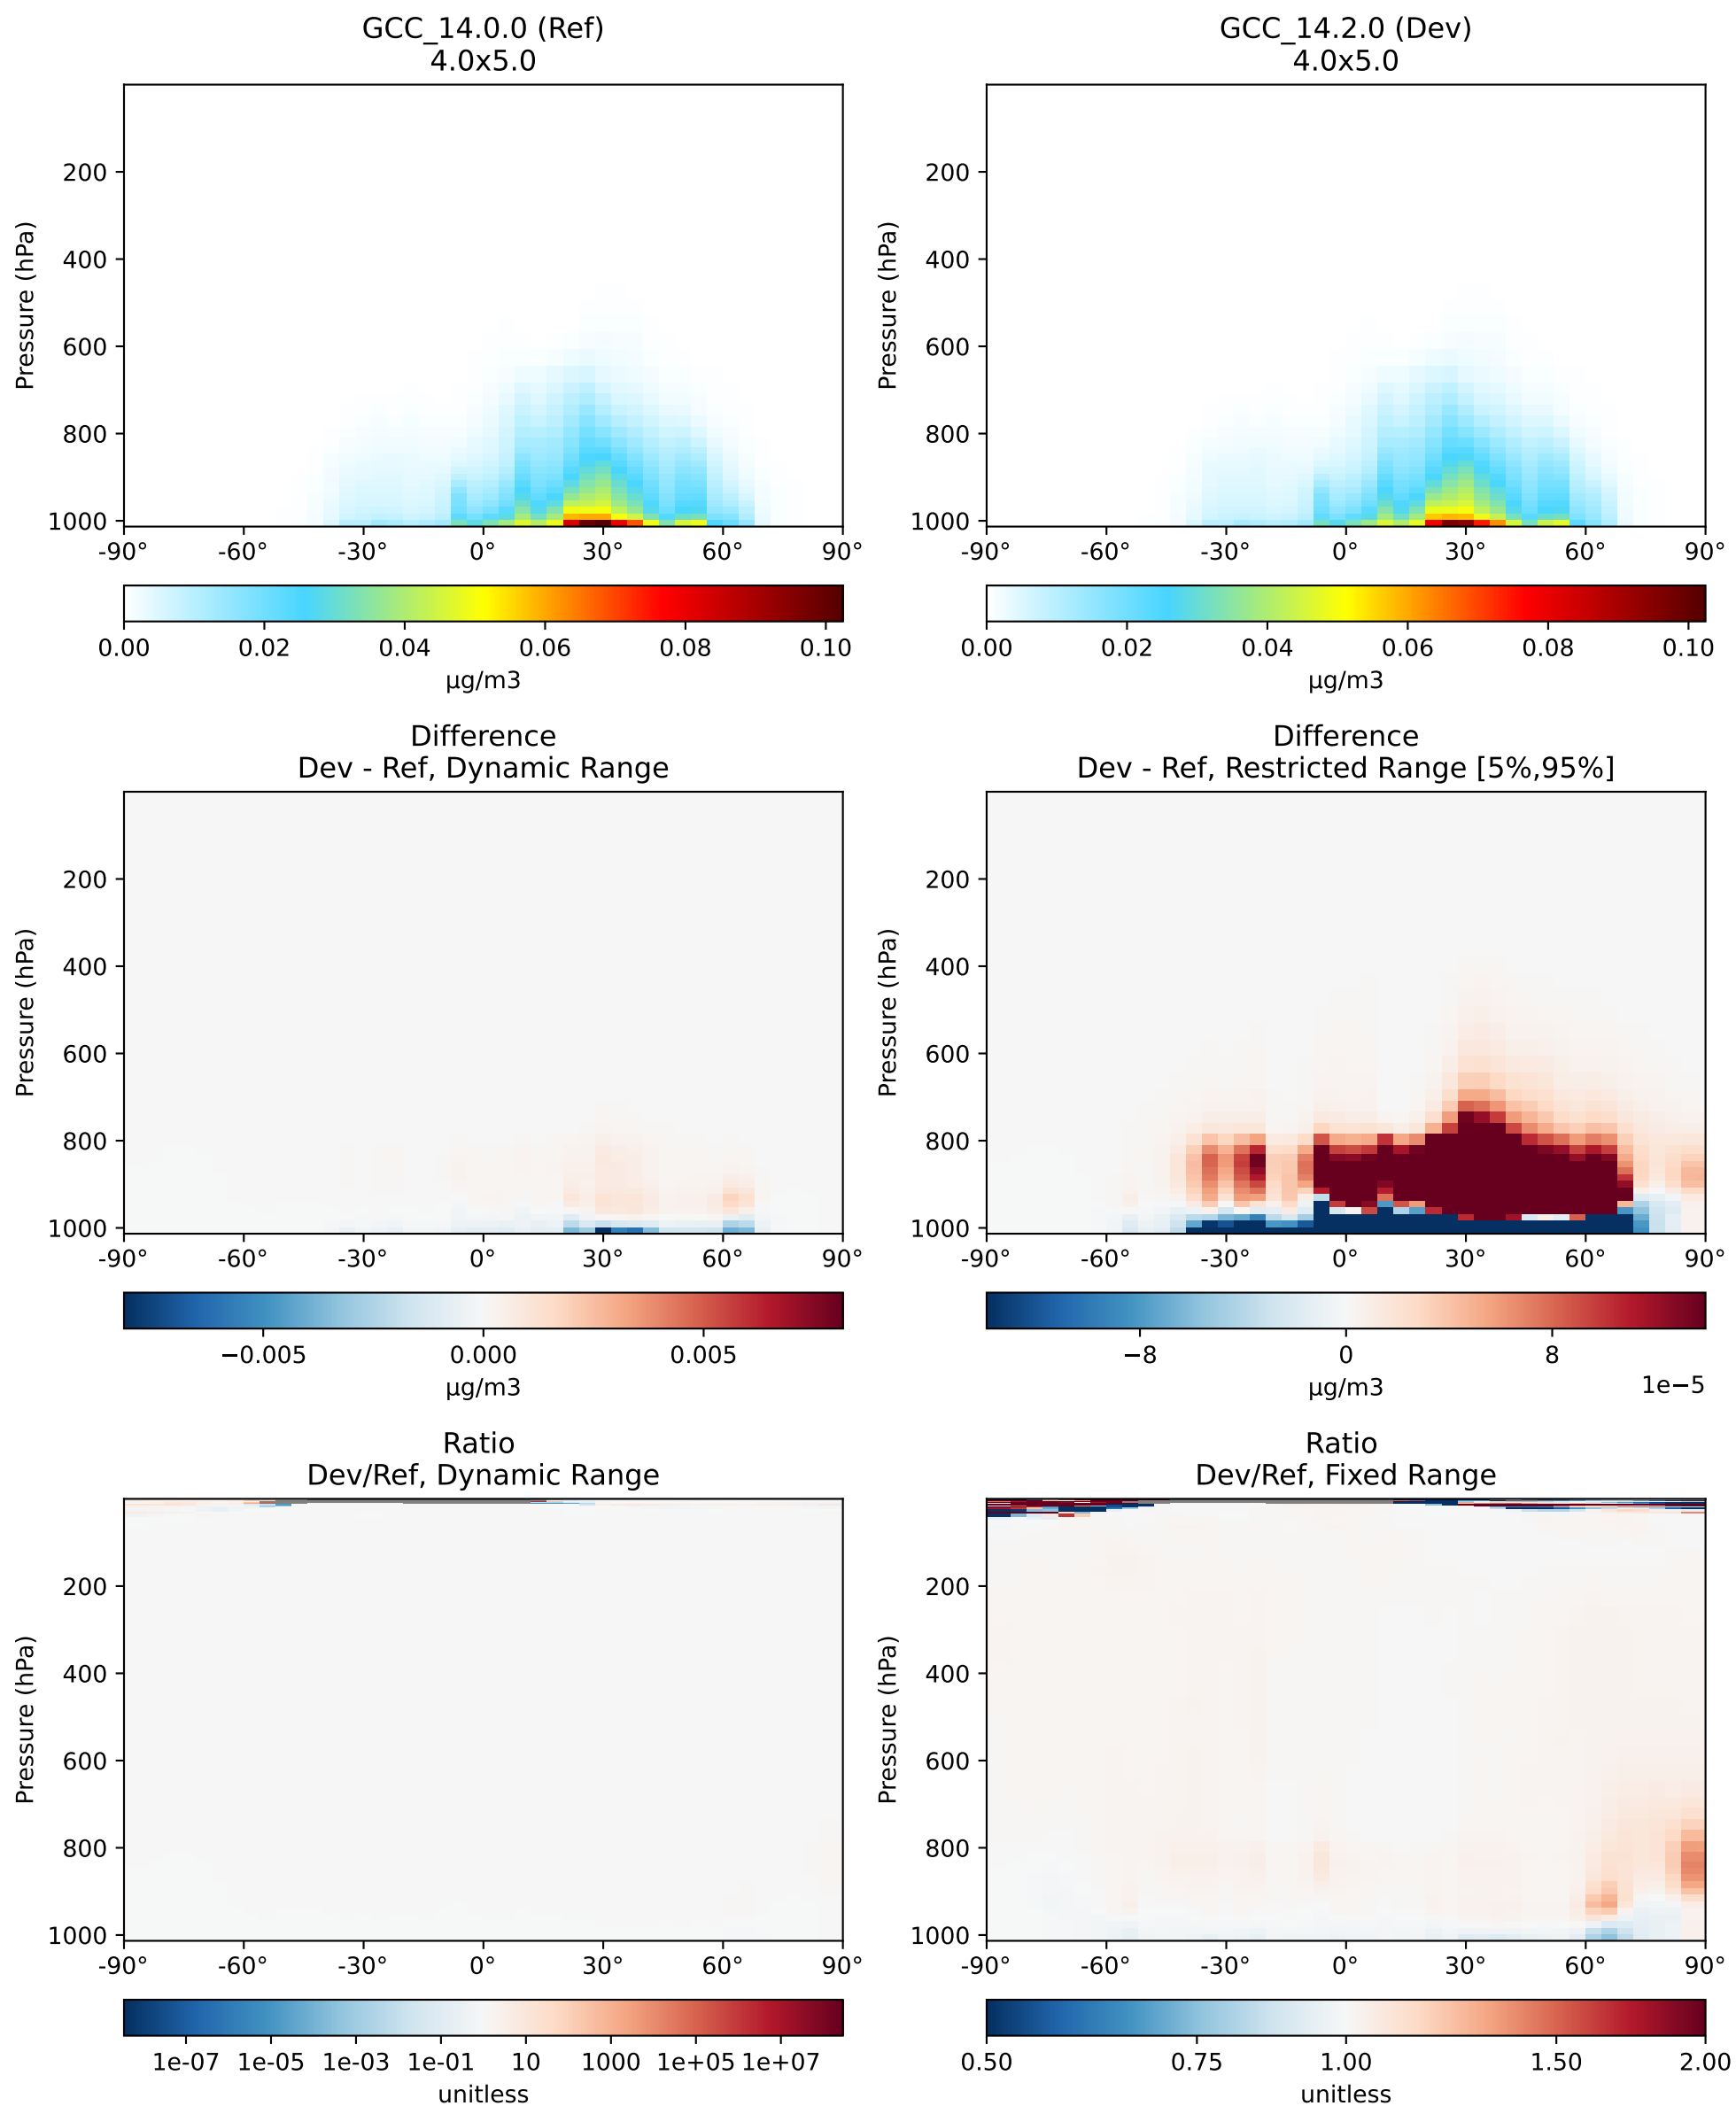 GCC_14.0.0 (Ref)
4.0x5.0
GCC_14.2.0 (Dev)
4.0x5.0
Pressure (hPa)
200
400
600
800
1000
-90° -60° -30° 0° 30° 60° 90°
0.00 0.02 0.04 0.06 0.08 0.10
μg/m3
Pressure (hPa)
200
400
600
800
1000
-90° -60° -30° 0° 30° 60° 90°
0.00 0.02 0.04 0.06 0.08 0.10
μg/m3
Difference
Dev - Ref, Dynamic Range
Pressure (hPa)
200
400
600
800
1000
-90° -60° -30° 0° 30° 60° 90°
−0.005 0.000 0.005
μg/m3
Difference
Dev - Ref, Restricted Range [5%,95%]
Pressure (hPa)
200
400
600
800
1000
-90° -60° -30° 0° 30° 60° 90°
−8 0 8
μg/m3
1e−5
Ratio
Dev/Ref, Dynamic Range
Pressure (hPa)
200
400
600
800
1000
-90° -60° -30° 0° 30° 60° 90°
1e-07 1e-05 1e-03 1e-01 10 1000 1e+05 1e+07
unitless
Ratio
Dev/Ref, Fixed Range
Pressure (hPa)
200
400
600
800
1000
-90° -60° -30° 0° 30° 60° 90°
0.50 0.75 1.00 1.50 2.00
unitless